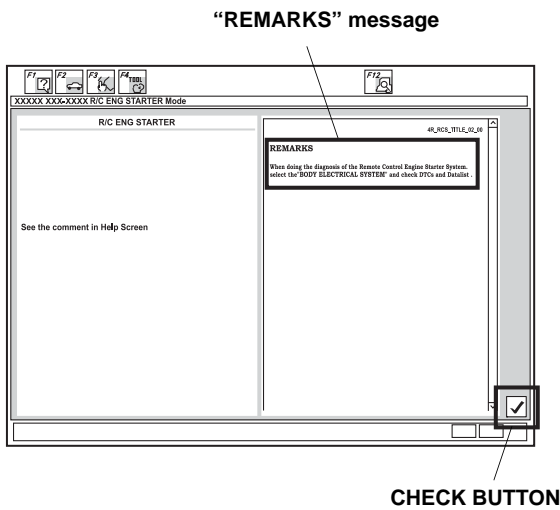 “REMARKS” message
F1
F2
F3
F4
TOOL
F12
XXXXX XXX-XXXX R/C ENG STARTER Mode
R/C ENG STARTER
See the comment in Help Screen
4R_RCS_TITLE_02_00
REMARKS
When doing the diagnosis of the Remote Control Engine Starter System.
select the"BODY ELECTRICAL SYSTEM" and check DTCs and Datalist .
CHECK BUTTON